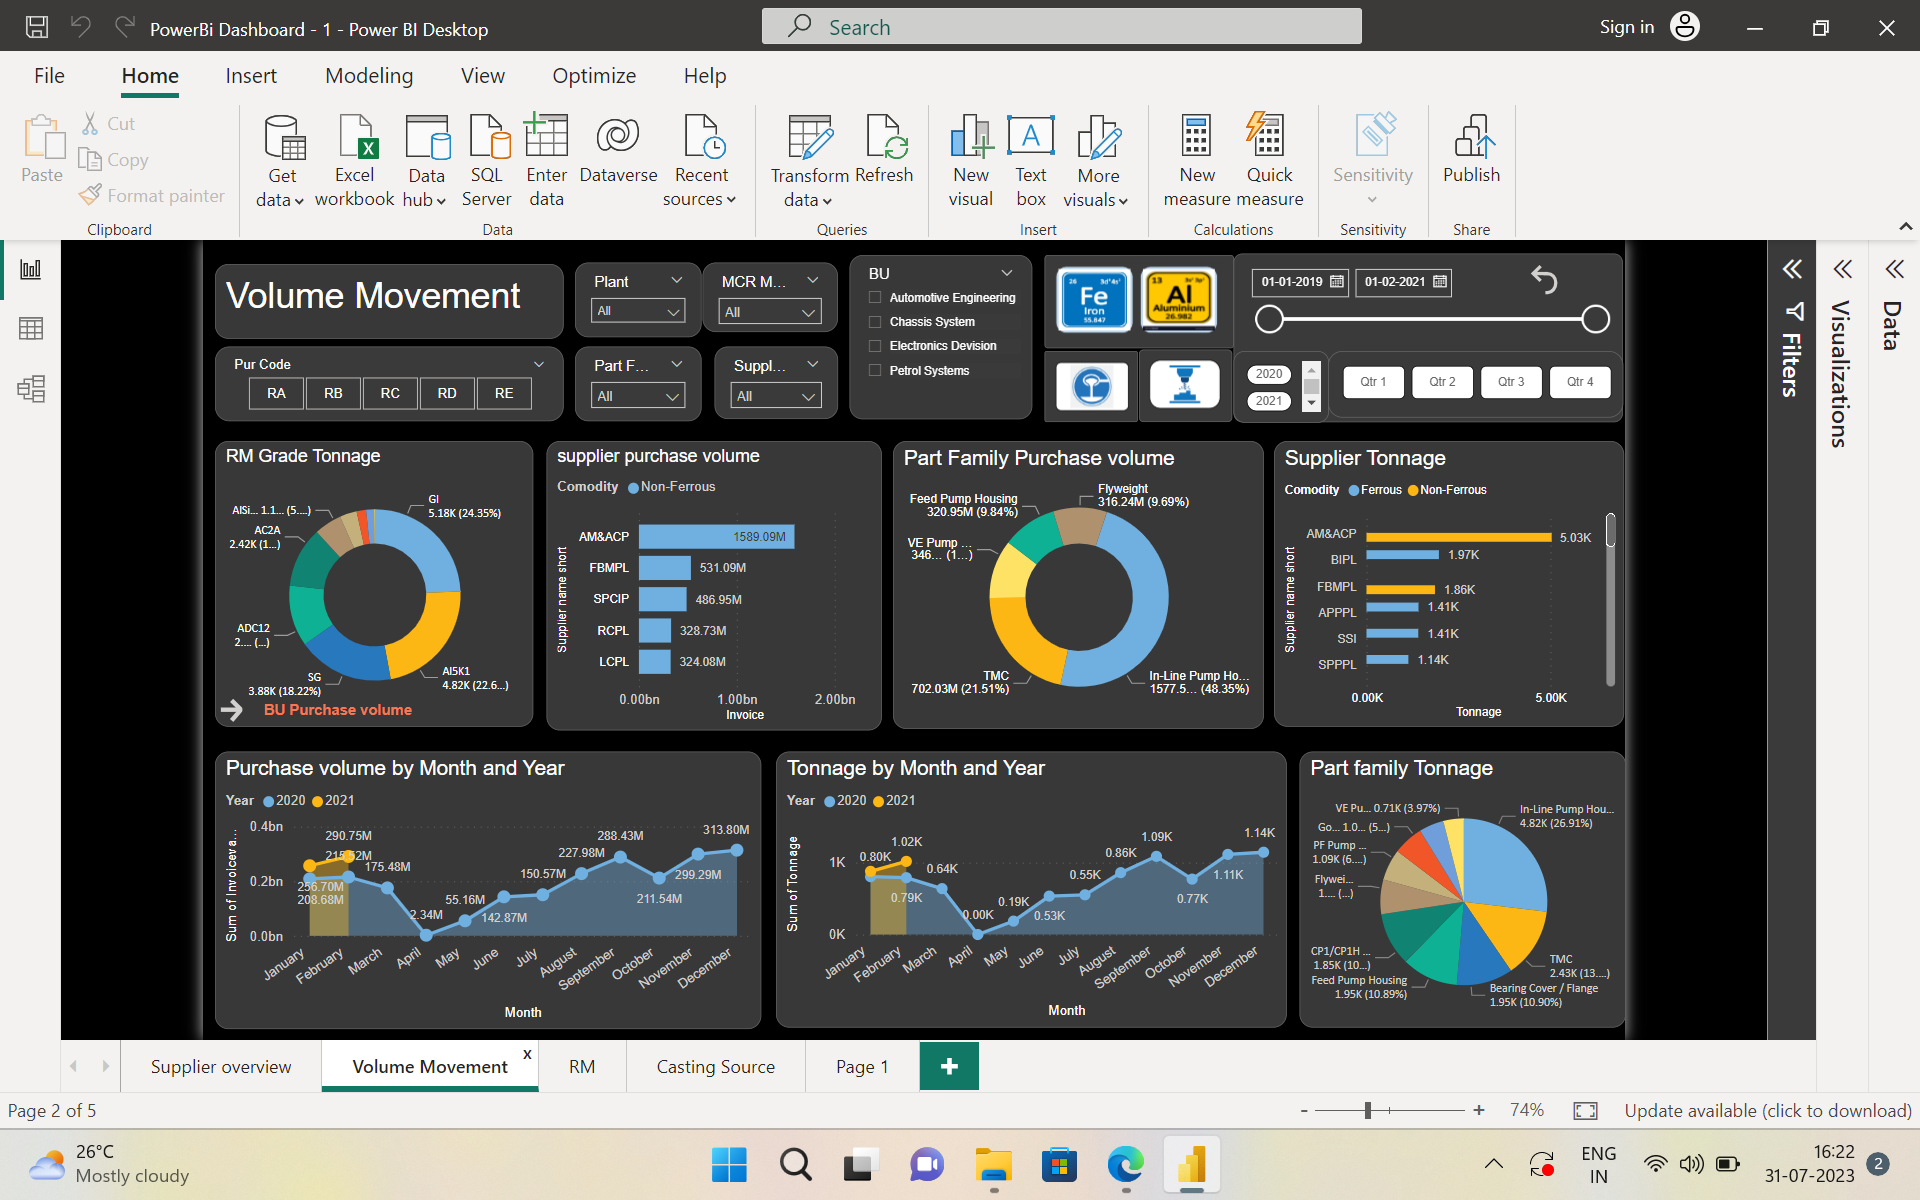 PowerBi Dashboard - 1 - Power BI Desktop
Search
Sign in
File Home Insert Modeling View Optimize Help
Paste
Cut
Copy
Format painter
Clipboard
Get data
Excel workbook
Data hub
SQL Server
Enter data
Dataverse
Recent sources
Data
Transform data
Refresh
Queries
New visual
Text box
More visuals
Insert
New measure
Quick measure
Calculations
Sensitivity
Sensitivity
Publish
Share
Volume Movement
Plant
All
MCR M...
All
Pur Code
RA RB RC RD RE
Part F...
All
Suppl...
All
BU
Automotive Engineering
Chassis System
Electronics Devision
Petrol Systems
26
Fe
Iron
55.847
13
Al
Aluminium
26.982
01-01-2019
01-02-2021
2020
2021
Qtr 1 Qtr 2 Qtr 3 Qtr 4
Filters
Visualizations
Data
RM Grade Tonnage
GI
5.18K (24.35%)
AlSi... 1.1... (5....)
AC2A
2.42K (1...)
ADC12
2.... (...)
SG
3.88K (18.22%)
AI5K1
4.82K (22.6...)
BU Purchase volume
supplier purchase volume
Comodity Non-Ferrous
Supplier name short
AM&ACP 1589.09M
FBMPL 531.09M
SPCIP 486.95M
RCPL 328.73M
LCPL 324.08M
0.00bn 1.00bn 2.00bn
Invoice
Part Family Purchase volume
Flyweight
316.24M (9.69%)
Feed Pump Housing
320.95M (9.84%)
VE Pump ...
346... (1...)
TMC
702.03M (21.51%)
In-Line Pump Ho...
1577.5... (48.35%)
Supplier Tonnage
Comodity Ferrous Non-Ferrous
Supplier name short
AM&ACP 5.03K
BIPL 1.97K
FBMPL 1.86K
APPPL 1.41K
SSI 1.41K
SPPPL 1.14K
0.00K 5.00K
Tonnage
Purchase volume by Month and Year
Year 2020 2021
Sum of Invoiceva...
0.4bn
0.2bn
0.0bn
290.75M
215.52M
256.70M
208.68M
175.48M
2.34M
55.16M
142.87M
150.57M
227.98M
288.43M
211.54M
299.29M
313.80M
January February March April May June July August September October November December
Month
Tonnage by Month and Year
Year 2020 2021
Sum of Tonnage
1K
0K
0.80K
1.02K
0.79K
0.64K
0.00K
0.19K
0.53K
0.55K
0.86K
1.09K
0.77K
1.11K
1.14K
January February March April May June July August September October November December
Month
Part family Tonnage
VE Pu... 0.71K (3.97%)
Go... 1.0... (5...)
PF Pump ...
1.09K (6....)
Flywei...
1.... (...)
CP1/CP1H ...
1.85K (10...)
Feed Pump Housing
1.95K (10.89%)
In-Line Pump Hou...
4.82K (26.91%)
TMC
2.43K (13....)
Bearing Cover / Flange
1.95K (10.90%)
Supplier overview
Volume Movement x
RM
Casting Source
Page 1
+
Page 2 of 5
- + 74%
Update available (click to download)
26°C
Mostly cloudy
ENG
IN
16:22
31-07-2023
2